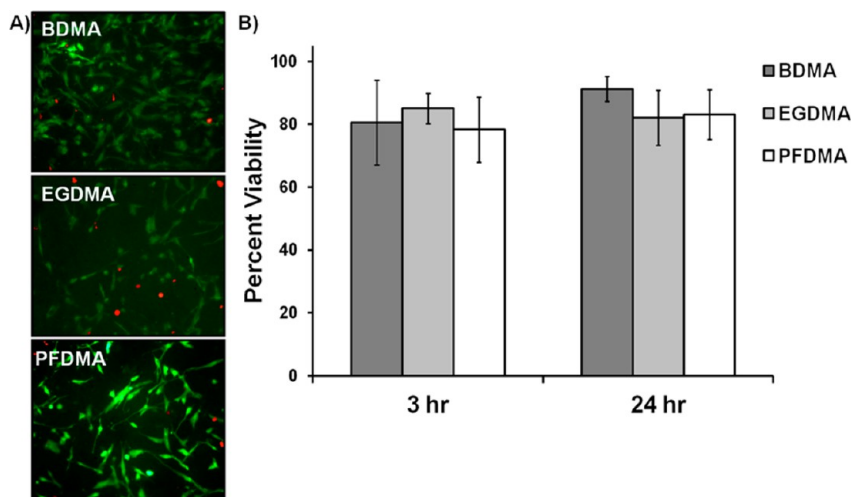 A)
BDMA
EGDMA
PFDMA
B)
Percent Viability
100
80
60
40
20
0
3 hr
24 hr
BDMA
EGDMA
PFDMA